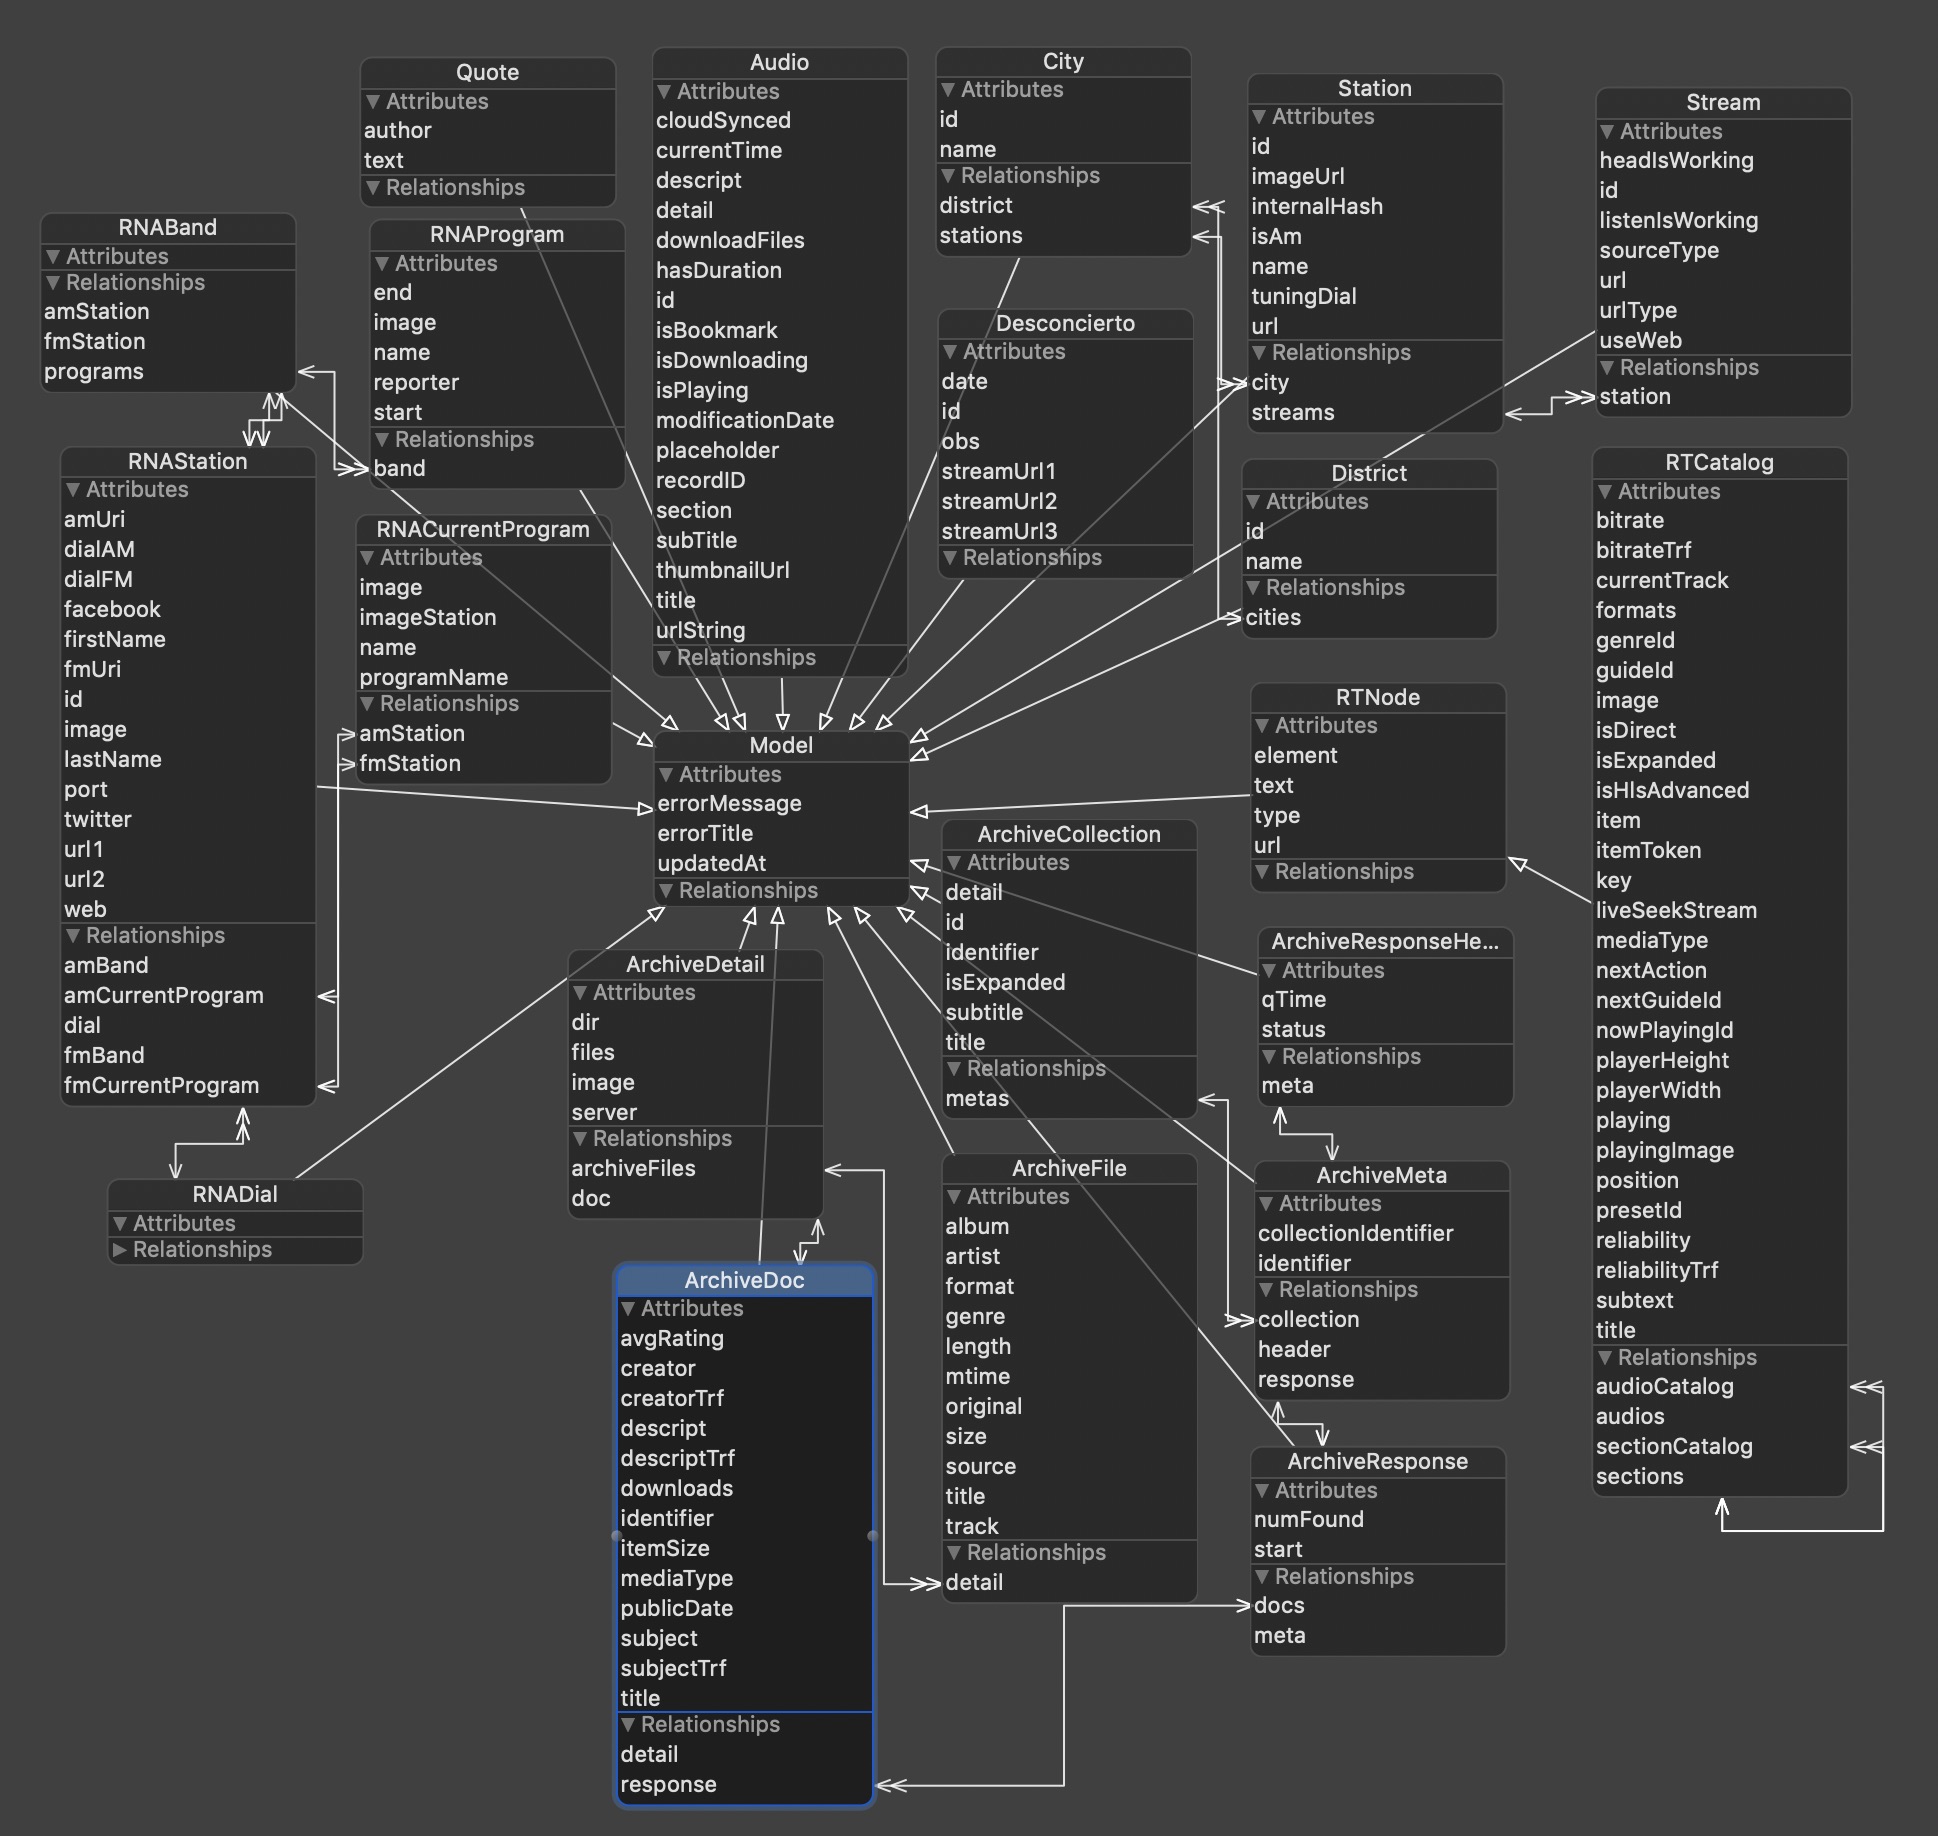 Quote
Attributes
author
text
Relationships
Audio
Attributes
cloudSynced
currentTime
descript
detail
downloadFiles
hasDuration
id
isBookmark
isDownloading
isPlaying
modificationDate
placeholder
recordID
section
subTitle
thumbnailUrl
title
urlString
Relationships
City
Attributes
id
name
Relationships
district
stations
Station
Attributes
id
imageUrl
internalHash
isAm
name
tuningDial
url
Relationships
city
streams
Stream
Attributes
headIsWorking
id
listenIsWorking
sourceType
url
urlType
useWeb
Relationships
station
RNABand
Attributes
Relationships
amStation
fmStation
programs
RNAProgram
Attributes
end
image
name
reporter
start
Relationships
band
Desconcierto
Attributes
date
id
obs
streamUrl1
streamUrl2
streamUrl3
Relationships
RNAStation
Attributes
amUri
dialAM
dialFM
facebook
firstName
fmUri
id
image
lastName
port
twitter
url1
url2
web
Relationships
amBand
amCurrentProgram
dial
fmBand
fmCurrentProgram
RNACurrentProgram
Attributes
image
imageStation
name
programName
Relationships
amStation
fmStation
District
Attributes
id
name
Relationships
cities
RTCatalog
Attributes
bitrate
bitrateTrf
currentTrack
formats
genreId
guideId
image
isDirect
isExpanded
isHlsAdvanced
item
itemToken
key
liveSeekStream
mediaType
nextAction
nextGuideId
nowPlayingId
playerHeight
playerWidth
playing
playingImage
position
presetId
reliability
reliabilityTrf
subtext
title
Relationships
audioCatalog
audios
sectionCatalog
sections
Model
Attributes
errorMessage
errorTitle
updatedAt
Relationships
RTNode
Attributes
element
text
type
url
Relationships
ArchiveCollection
Attributes
detail
id
identifier
isExpanded
subtitle
title
Relationships
metas
ArchiveResponseHe...
Attributes
qTime
status
Relationships
meta
ArchiveDetail
Attributes
dir
files
image
server
Relationships
archiveFiles
doc
ArchiveFile
Attributes
album
artist
format
genre
length
mtime
original
size
source
title
track
Relationships
detail
ArchiveMeta
Attributes
collectionIdentifier
identifier
Relationships
collection
header
response
RNADial
Attributes
Relationships
ArchiveDoc
Attributes
avgRating
creator
creatorTrf
descript
descriptTrf
downloads
identifier
itemSize
mediaType
publicDate
subject
subjectTrf
title
Relationships
detail
response
ArchiveResponse
Attributes
numFound
start
Relationships
docs
meta